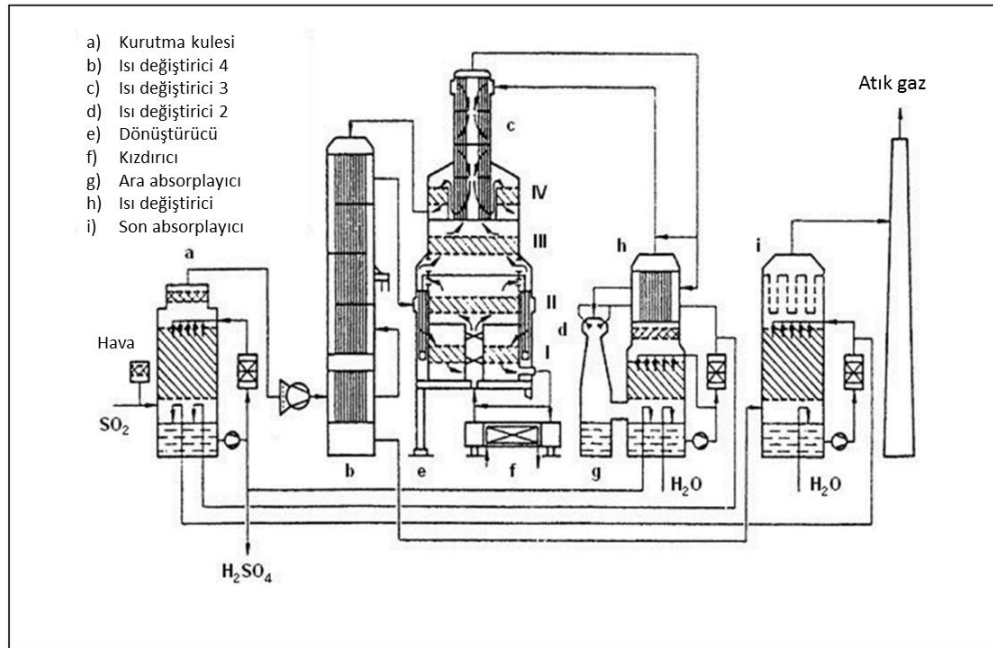 a) Kurutma kulesi
b) Isı değiştirici 4
c) Isı değiştirici 3
d) Isı değiştirici 2
e) Dönüştürücü
f) Kızdırıcı
g) Ara absorplayıcı
h) Isı değiştirici
i) Son absorplayıcı
Atık gaz
c
IV
III
h
i
a
II
d
I
Hava
SO2
b
e
f
g
H2O
H2O
H2SO4